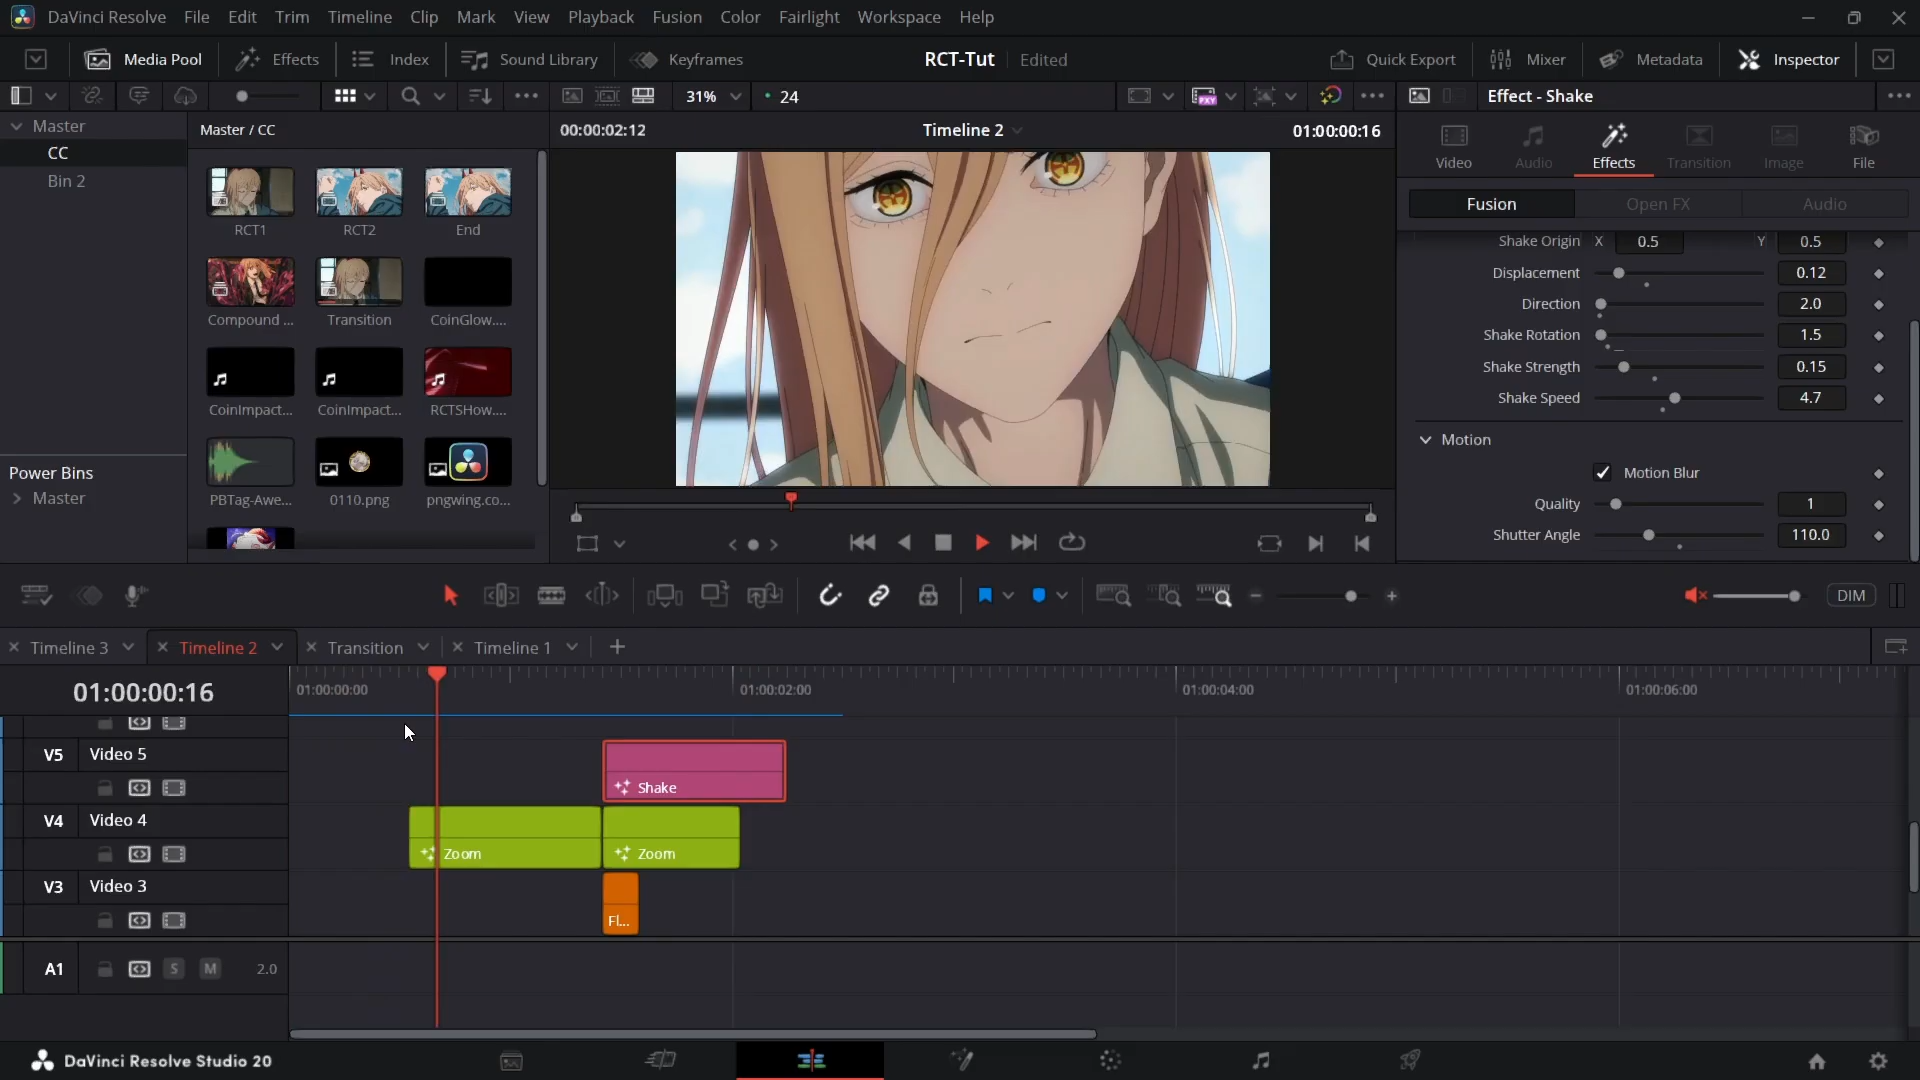 DaVinci Resolve File Edit Trim Timeline Clip Mark View Playback Fusion Color Fairlight Workspace Help
Media Pool Effects Index Sound Library Keyframes RCT-Tut Edited Quick Export Mixer Metadata Inspector
31% 24 Effect - Shake
Master
CC
Bin 2
Master / CC
00:00:02:12 Timeline 2 01:00:00:16
Video Audio Effects Transition Image File
Fusion Open FX Audio
RCT1 RCT2 End
Compound ... Transition CoinGlow....
CoinImpact... CoinImpact... RCTSHow....
PBTag-Awe... 0110.png pngwing.co...
Power Bins
Master
Shake Origin X 0.5 Y 0.5
Displacement 0.12
Direction 2.0
Shake Rotation 1.5
Shake Strength 0.15
Shake Speed 4.7
Motion
Motion Blur
Quality 1
Shutter Angle 110.0
DIM
Timeline 3 Timeline 2 Transition Timeline 1
01:00:00:16 01:00:00:00 01:00:02:00 01:00:04:00 01:00:06:00
V5 Video 5
Shake
V4 Video 4
Zoom Zoom
V3 Video 3
Fl...
A1 S M 2.0
DaVinci Resolve Studio 20